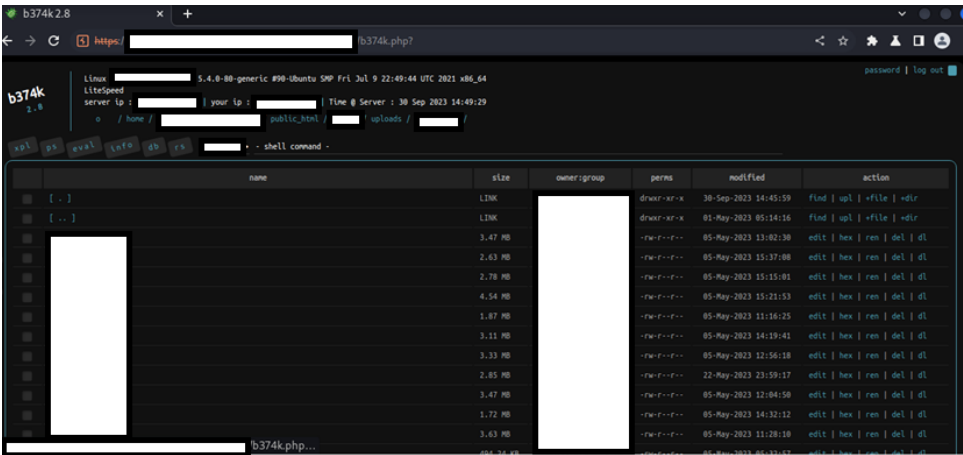 b374k 2.8
https:/ /b374k.php?
password | log out
b374k
2.8
Linux 5.4.0-80-generic #90-Ubuntu SMP Fri Jul 9 22:49:44 UTC 2021 x86_64
LiteSpeed
server ip : | your ip : | Time @ Server : 30 Sep 2023 14:49:29
o / home / public_html / / uploads / /
xpl ps eval info db rs - shell command -
name size owner:group perms modified action
[ . ] LINK drwxr-xr-x 30-Sep-2023 14:45:59 find | upl | +file | +dir
[ .. ] LINK drwxr-xr-x 01-May-2023 05:14:16 find | upl | +file | +dir
3.47 MB -rw-r--r-- 05-May-2023 13:02:30 edit | hex | ren | del | dl
2.63 MB -rw-r--r-- 05-May-2023 15:37:08 edit | hex | ren | del | dl
2.78 MB -rw-r--r-- 05-May-2023 15:15:01 edit | hex | ren | del | dl
4.54 MB -rw-r--r-- 05-May-2023 15:21:53 edit | hex | ren | del | dl
1.87 MB -rw-r--r-- 05-May-2023 11:16:25 edit | hex | ren | del | dl
3.11 MB -rw-r--r-- 05-May-2023 14:19:41 edit | hex | ren | del | dl
3.33 MB -rw-r--r-- 05-May-2023 12:56:18 edit | hex | ren | del | dl
2.85 MB -rw-r--r-- 22-May-2023 23:59:17 edit | hex | ren | del | dl
3.47 MB -rw-r--r-- 05-May-2023 12:04:50 edit | hex | ren | del | dl
1.72 MB -rw-r--r-- 05-May-2023 14:32:12 edit | hex | ren | del | dl
3.63 MB -rw-r--r-- 05-May-2023 11:28:10 edit | hex | ren | del | dl
/b374k.php...